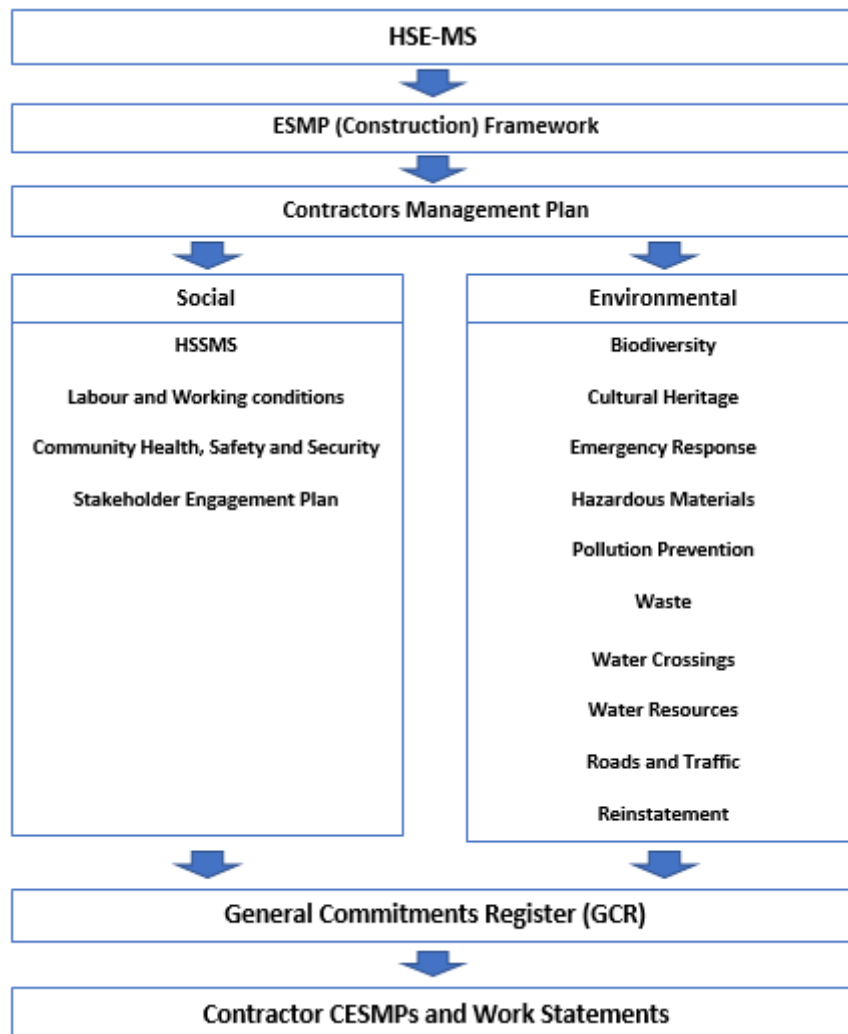 HSE-MS
ESMP (Construction) Framework
Contractors Management Plan
Social
HSSMS
Labour and Working conditions
Community Health, Safety and Security
Stakeholder Engagement Plan
Environmental
Biodiversity
Cultural Heritage
Emergency Response
Hazardous Materials
Pollution Prevention
Waste
Water Crossings
Water Resources
Roads and Traffic
Reinstatement
General Commitments Register (GCR)
Contractor CESMPs and Work Statements